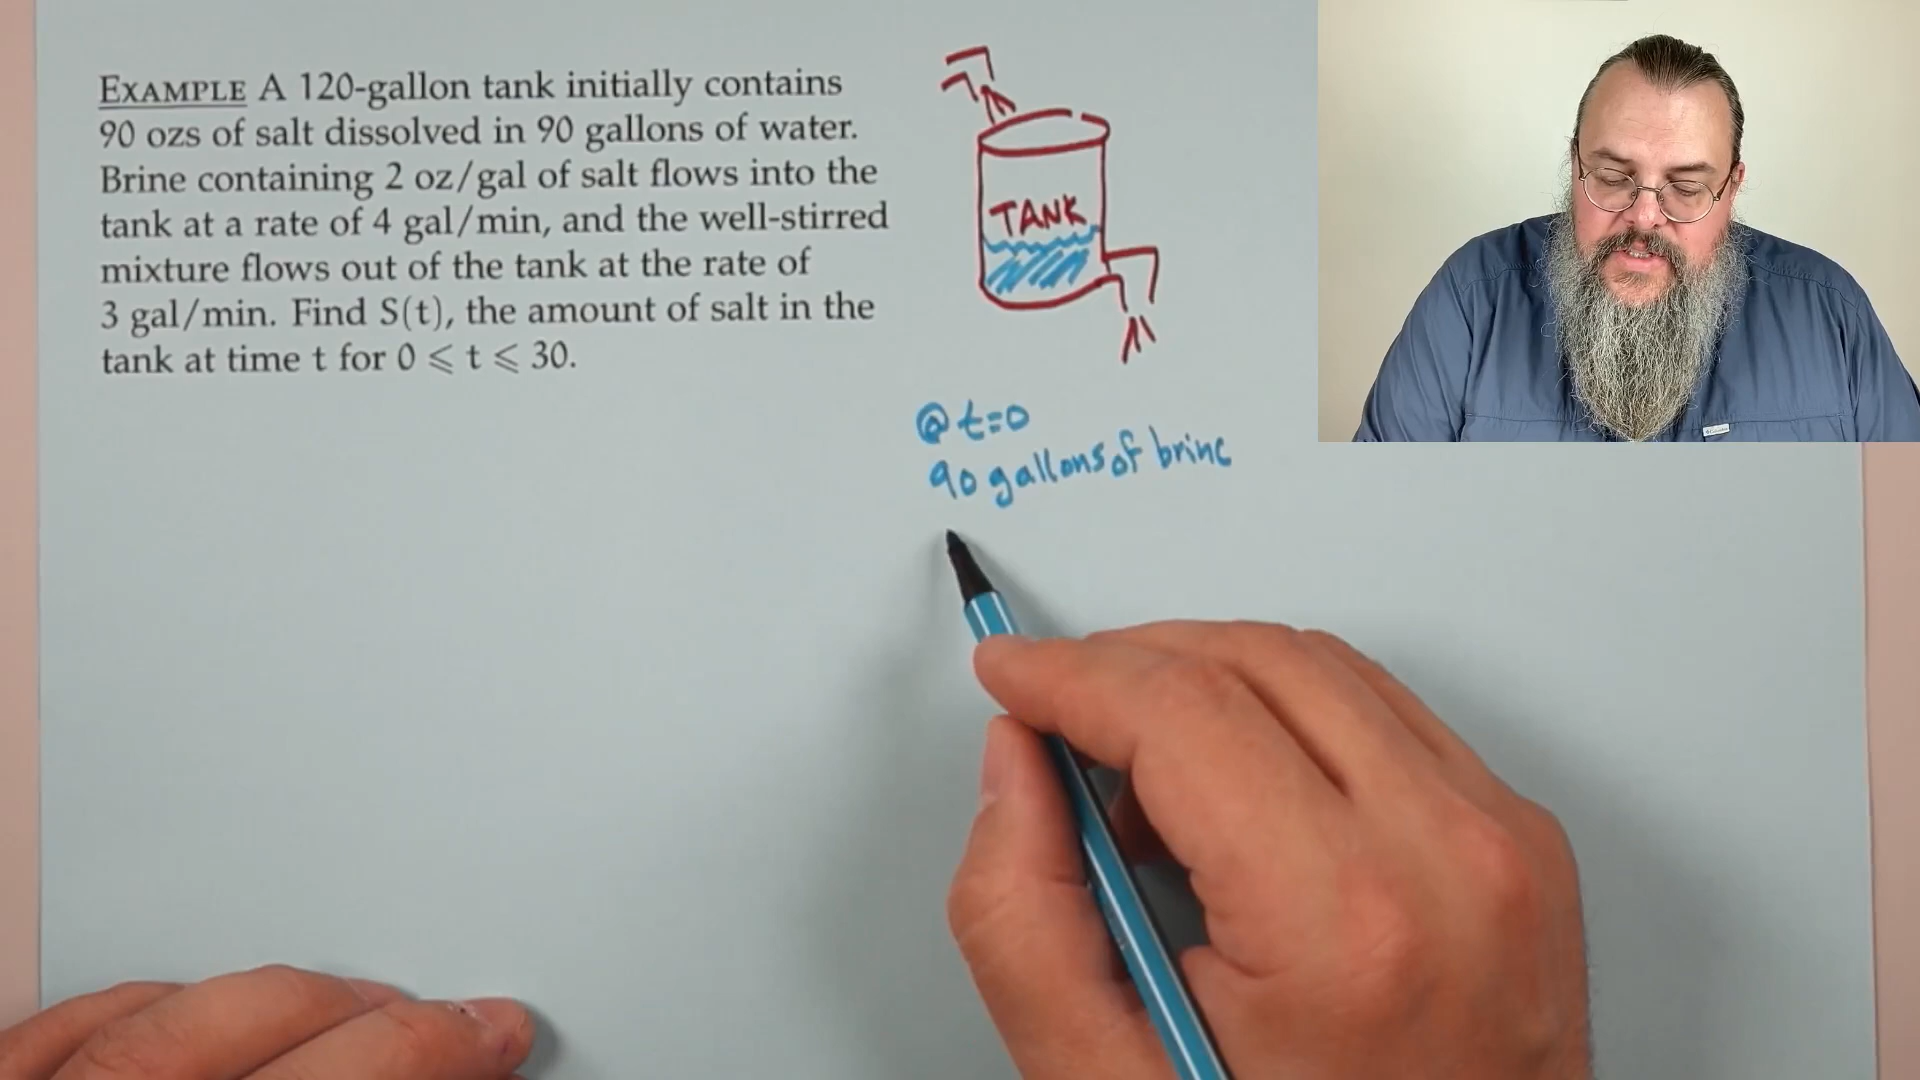 EXAMPLE A 120-gallon tank initially contains
90 ozs of salt dissolved in 90 gallons of water.
Brine containing 2 oz/gal of salt flows into the
tank at a rate of 4 gal/min, and the well-stirred
mixture flows out of the tank at the rate of
3 gal/min. Find S(t), the amount of salt in the
tank at time t for 0 ⩽ t ⩽ 30.
TANK
@ t=0
90 gallons of brine